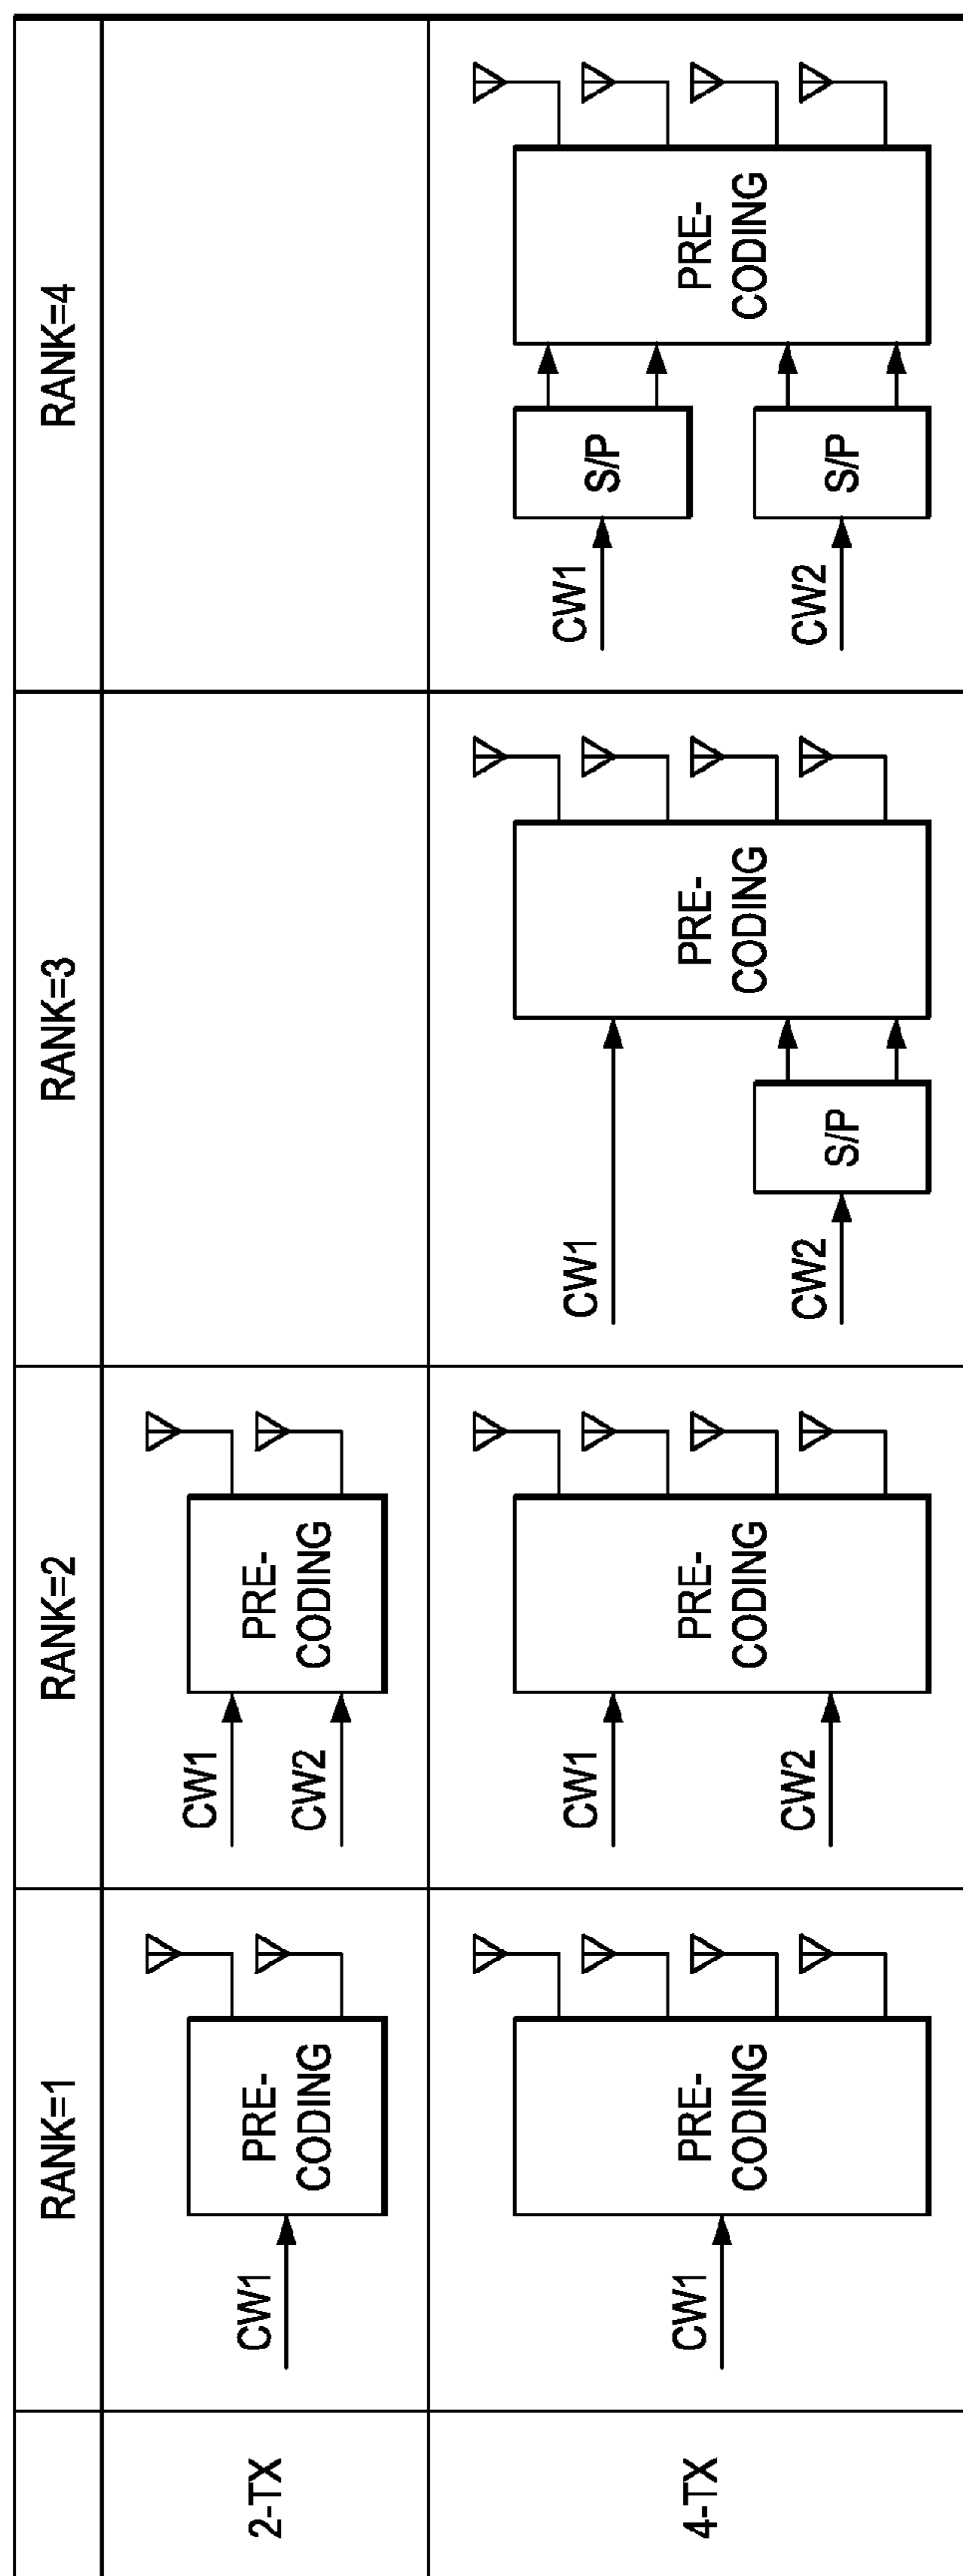 RANK=1
RANK=2
RANK=3
RANK=4
2-TX
CW1
PRE-
CODING
CW1
CW2
PRE-
CODING
4-TX
CW1
PRE-
CODING
CW1
CW2
PRE-
CODING
CW1
CW2
S/P
PRE-
CODING
CW1
CW2
S/P
S/P
PRE-
CODING